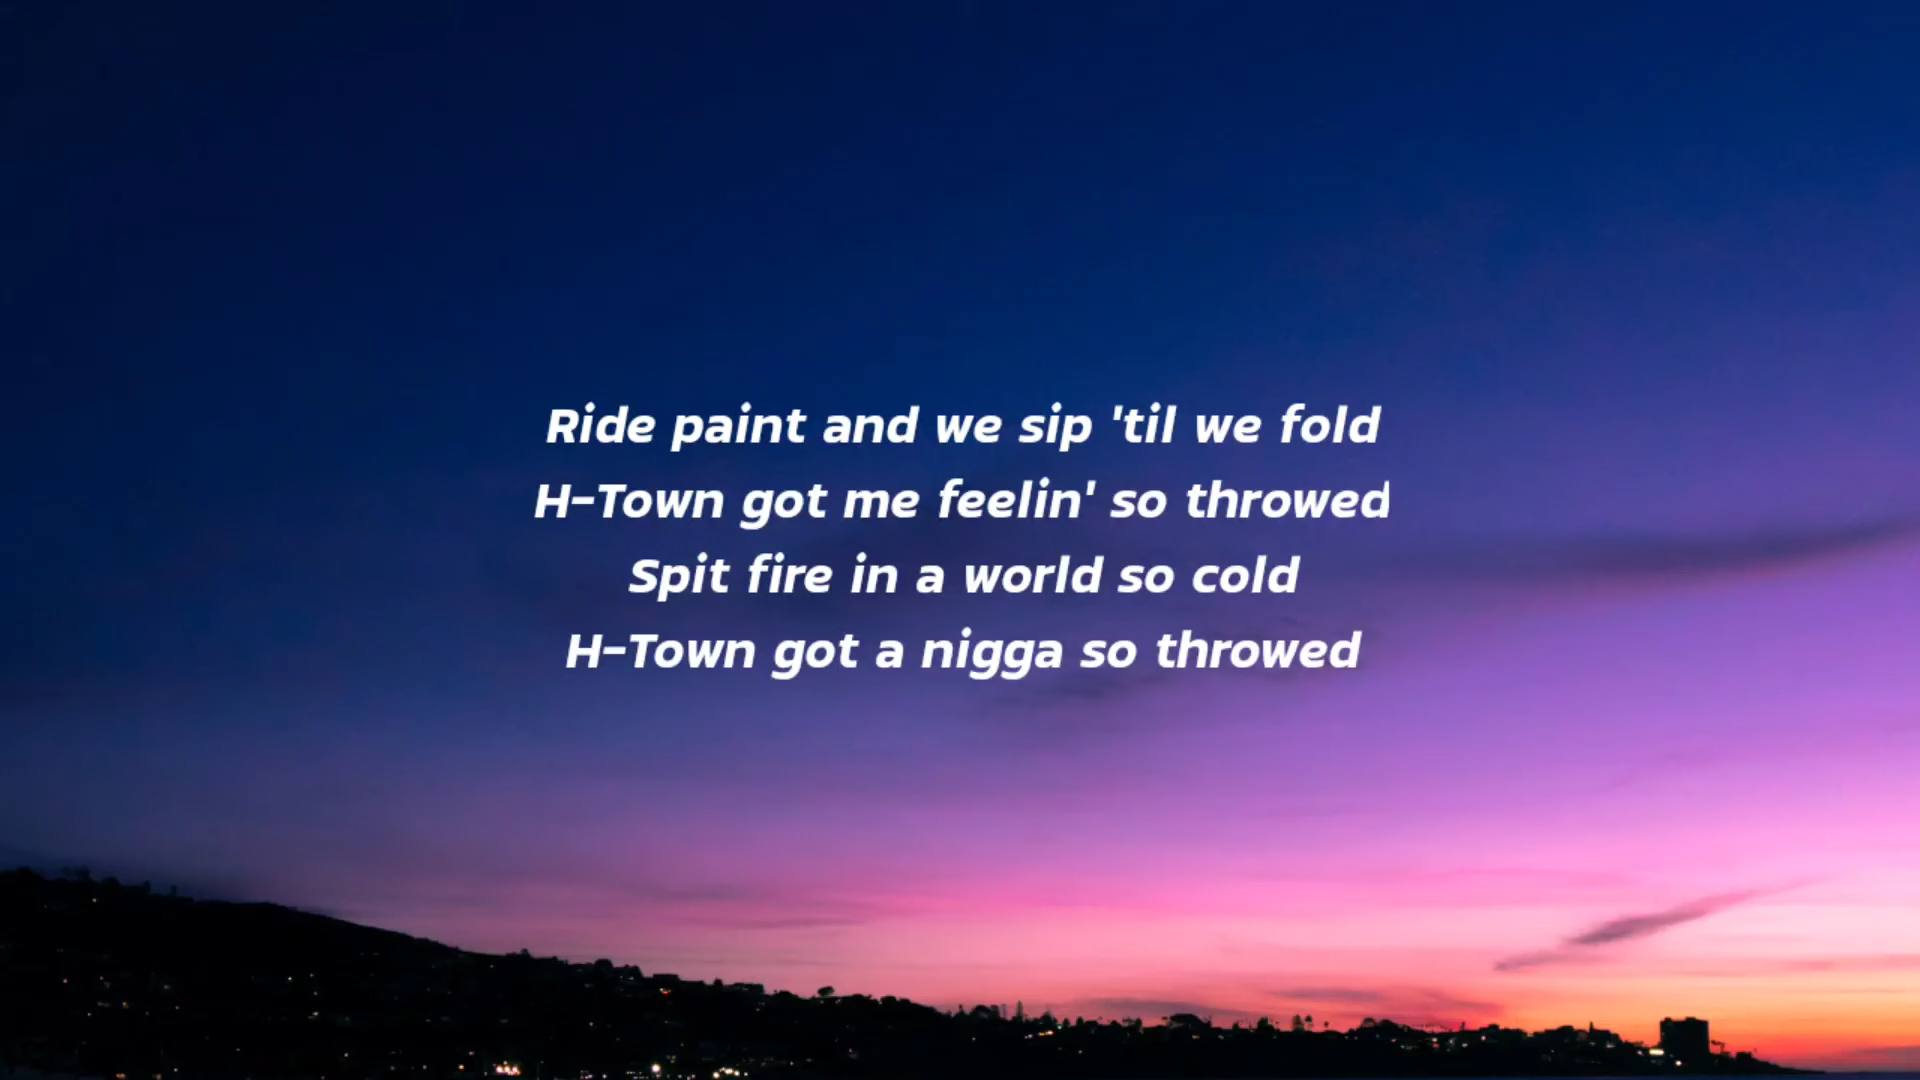 Ride paint and we sip 'til we fold
H-Town got me feelin' so throwed
Spit fire in a world so cold
H-Town got a nigga so throwed